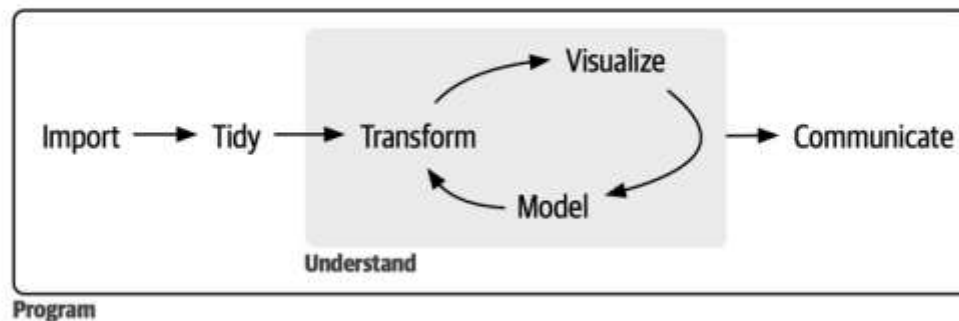 Visualize
Import Tidy Transform Communicate
Model
Understand
Program